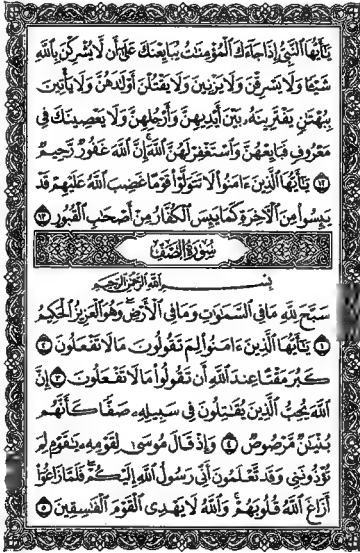 يَٰٓأَيُّهَا ٱلنَّبِىُّ إِذَا جَآءَكَ ٱلْمُؤْمِنَٰتُ يُبَايِعْنَكَ عَلَىٰٓ أَن لَّا يُشْرِكْنَ بِٱللَّهِ
شَيْـًٔا وَلَا يَسْرِقْنَ وَلَا يَزْنِينَ وَلَا يَقْتُلْنَ أَوْلَٰدَهُنَّ وَلَا يَأْتِينَ
بِبُهْتَٰنٍ يَفْتَرِينَهُۥ بَيْنَ أَيْدِيهِنَّ وَأَرْجُلِهِنَّ وَلَا يَعْصِينَكَ فِى
مَعْرُوفٍ فَبَايِعْهُنَّ وَٱسْتَغْفِرْ لَهُنَّ ٱللَّهَ إِنَّ ٱللَّهَ غَفُورٌ رَّحِيمٌ
١٢ يَٰٓأَيُّهَا ٱلَّذِينَ ءَامَنُوا۟ لَا تَتَوَلَّوْا۟ قَوْمًا غَضِبَ ٱللَّهُ عَلَيْهِمْ قَدْ
يَئِسُوا۟ مِنَ ٱلْءَاخِرَةِ كَمَا يَئِسَ ٱلْكُفَّارُ مِنْ أَصْحَٰبِ ٱلْقُبُورِ ١٣
سُورَةُ الصَّفِّ
بِسْمِ ٱللَّهِ ٱلرَّحْمَٰنِ ٱلرَّحِيمِ
سَبَّحَ لِلَّهِ مَا فِى ٱلسَّمَٰوَٰتِ وَمَا فِى ٱلْأَرْضِ وَهُوَ ٱلْعَزِيزُ ٱلْحَكِيمُ
١ يَٰٓأَيُّهَا ٱلَّذِينَ ءَامَنُوا۟ لِمَ تَقُولُونَ مَا لَا تَفْعَلُونَ ٢
كَبُرَ مَقْتًا عِندَ ٱللَّهِ أَن تَقُولُوا۟ مَا لَا تَفْعَلُونَ ٣ إِنَّ
ٱللَّهَ يُحِبُّ ٱلَّذِينَ يُقَٰتِلُونَ فِى سَبِيلِهِۦ صَفًّا كَأَنَّهُم
بُنْيَٰنٌ مَّرْصُوصٌ ٤ وَإِذْ قَالَ مُوسَىٰ لِقَوْمِهِۦ يَٰقَوْمِ لِمَ
تُؤْذُونَنِى وَقَد تَّعْلَمُونَ أَنِّى رَسُولُ ٱللَّهِ إِلَيْكُمْ فَلَمَّا زَاغُوٓا۟
أَزَاغَ ٱللَّهُ قُلُوبَهُمْ وَٱللَّهُ لَا يَهْدِى ٱلْقَوْمَ ٱلْفَٰسِقِينَ ٥